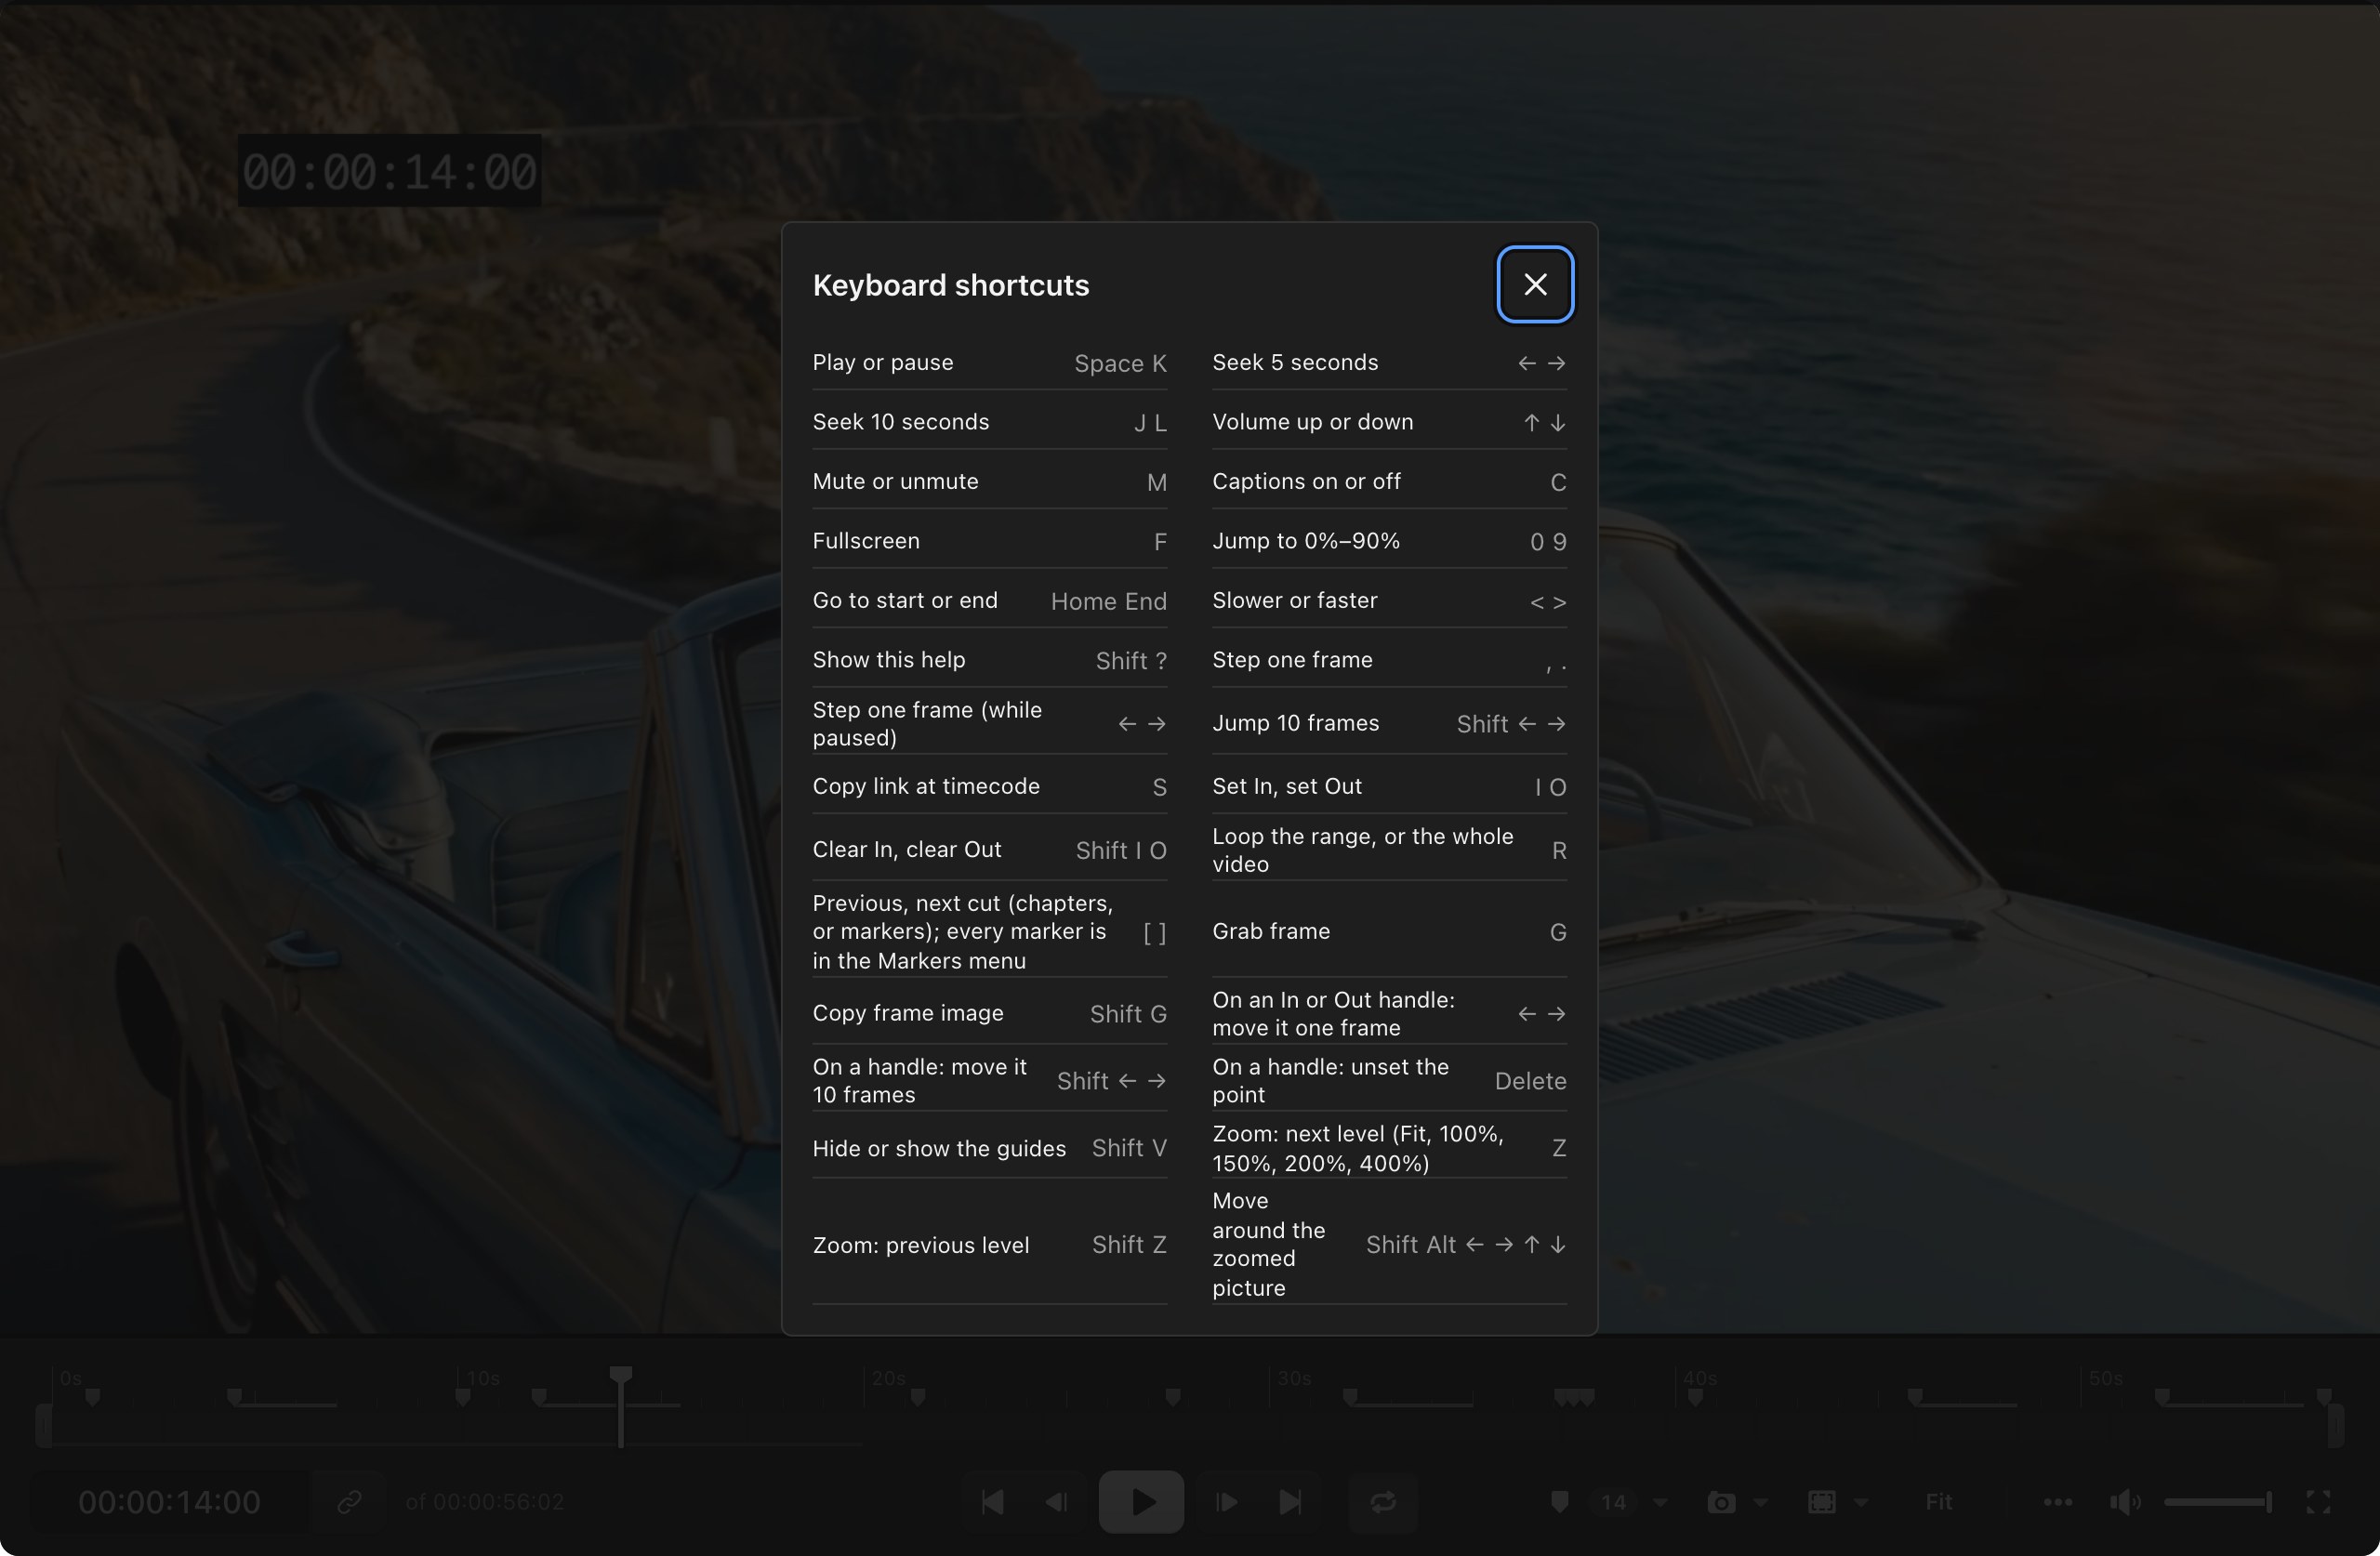 00:00:14:00
Keyboard shortcuts
Play or pause Space K
Seek 5 seconds ← →
Seek 10 seconds J L
Volume up or down ↑ ↓
Mute or unmute M
Captions on or off C
Fullscreen F
Jump to 0%–90% 0 9
Go to start or end Home End
Slower or faster < >
Show this help Shift ?
Step one frame , .
Step one frame (while
paused) ← →
Jump 10 frames Shift ← →
Copy link at timecode S
Set In, set Out I O
Clear In, clear Out Shift I O
Loop the range, or the whole
video R
Previous, next cut (chapters,
or markers); every marker is
in the Markers menu [ ]
Grab frame G
Copy frame image Shift G
On an In or Out handle:
move it one frame ← →
On a handle: move it
10 frames Shift ← →
On a handle: unset the
point Delete
Hide or show the guides Shift V
Zoom: next level (Fit, 100%,
150%, 200%, 400%) Z
Zoom: previous level Shift Z
Move
around the
zoomed
picture Shift Alt ← → ↑ ↓
0s 10s 20s 30s 40s 50s
00:00:14:00 of 00:00:56:02 14 Fit